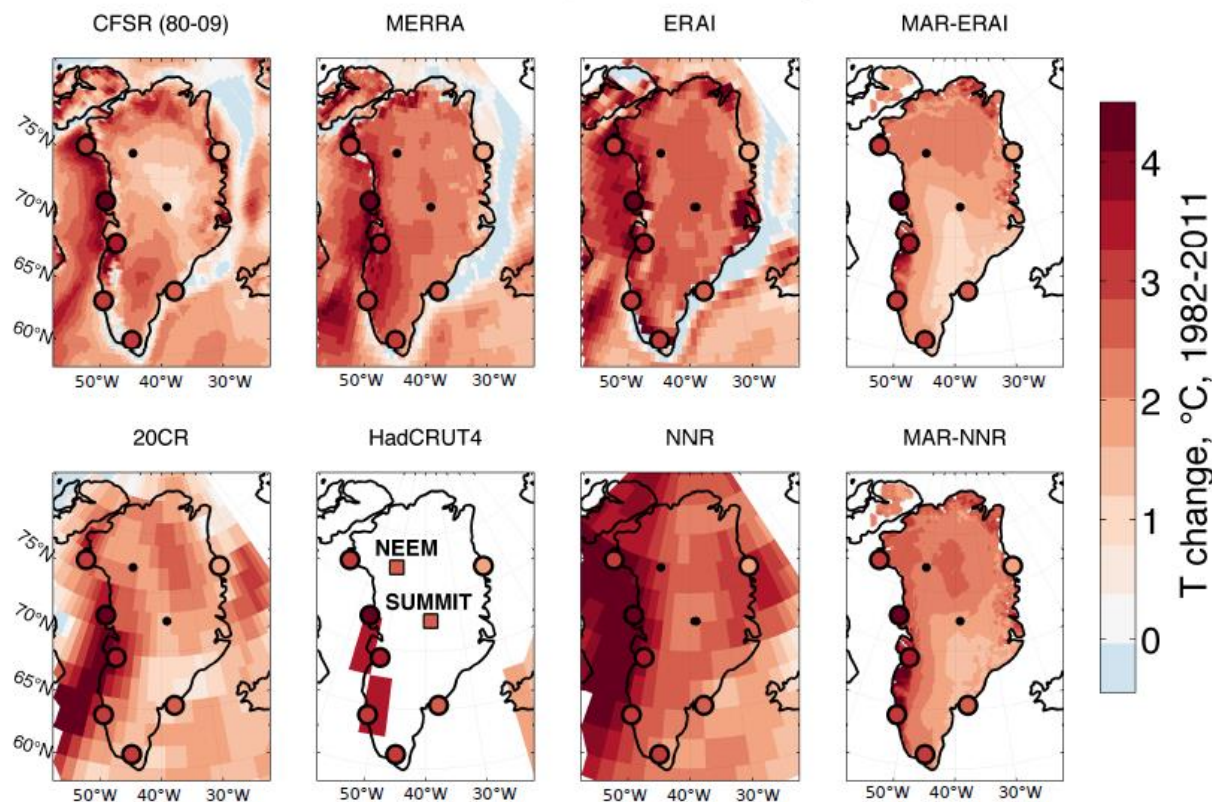 CFSR (80-09) MERRA ERAI MAR-ERAI
75°N
70°N
65°N
60°N
50°W 40°W 30°W 50°W 40°W 30°W 50°W 40°W 30°W 50°W 40°W 30°W
20CR HadCRUT4 NNR MAR-NNR
75°N
70°N
65°N
60°N
NEEM
SUMMIT
50°W 40°W 30°W 50°W 40°W 30°W 50°W 40°W 30°W 50°W 40°W 30°W
4
3
2
1
0
T change, °C, 1982-2011